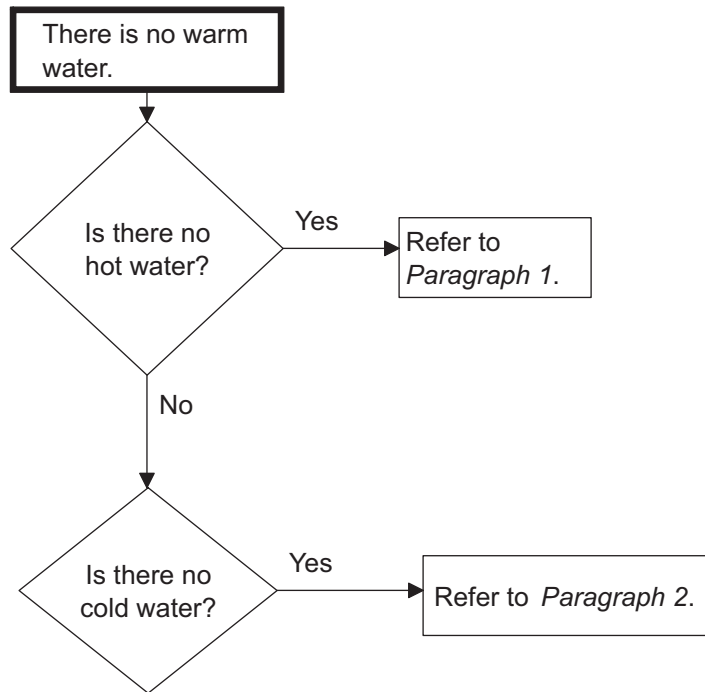 There is no warm
water.
Is there no
hot water?
Yes
Refer to
Paragraph 1.
No
Is there no
cold water?
Yes
Refer to Paragraph 2.